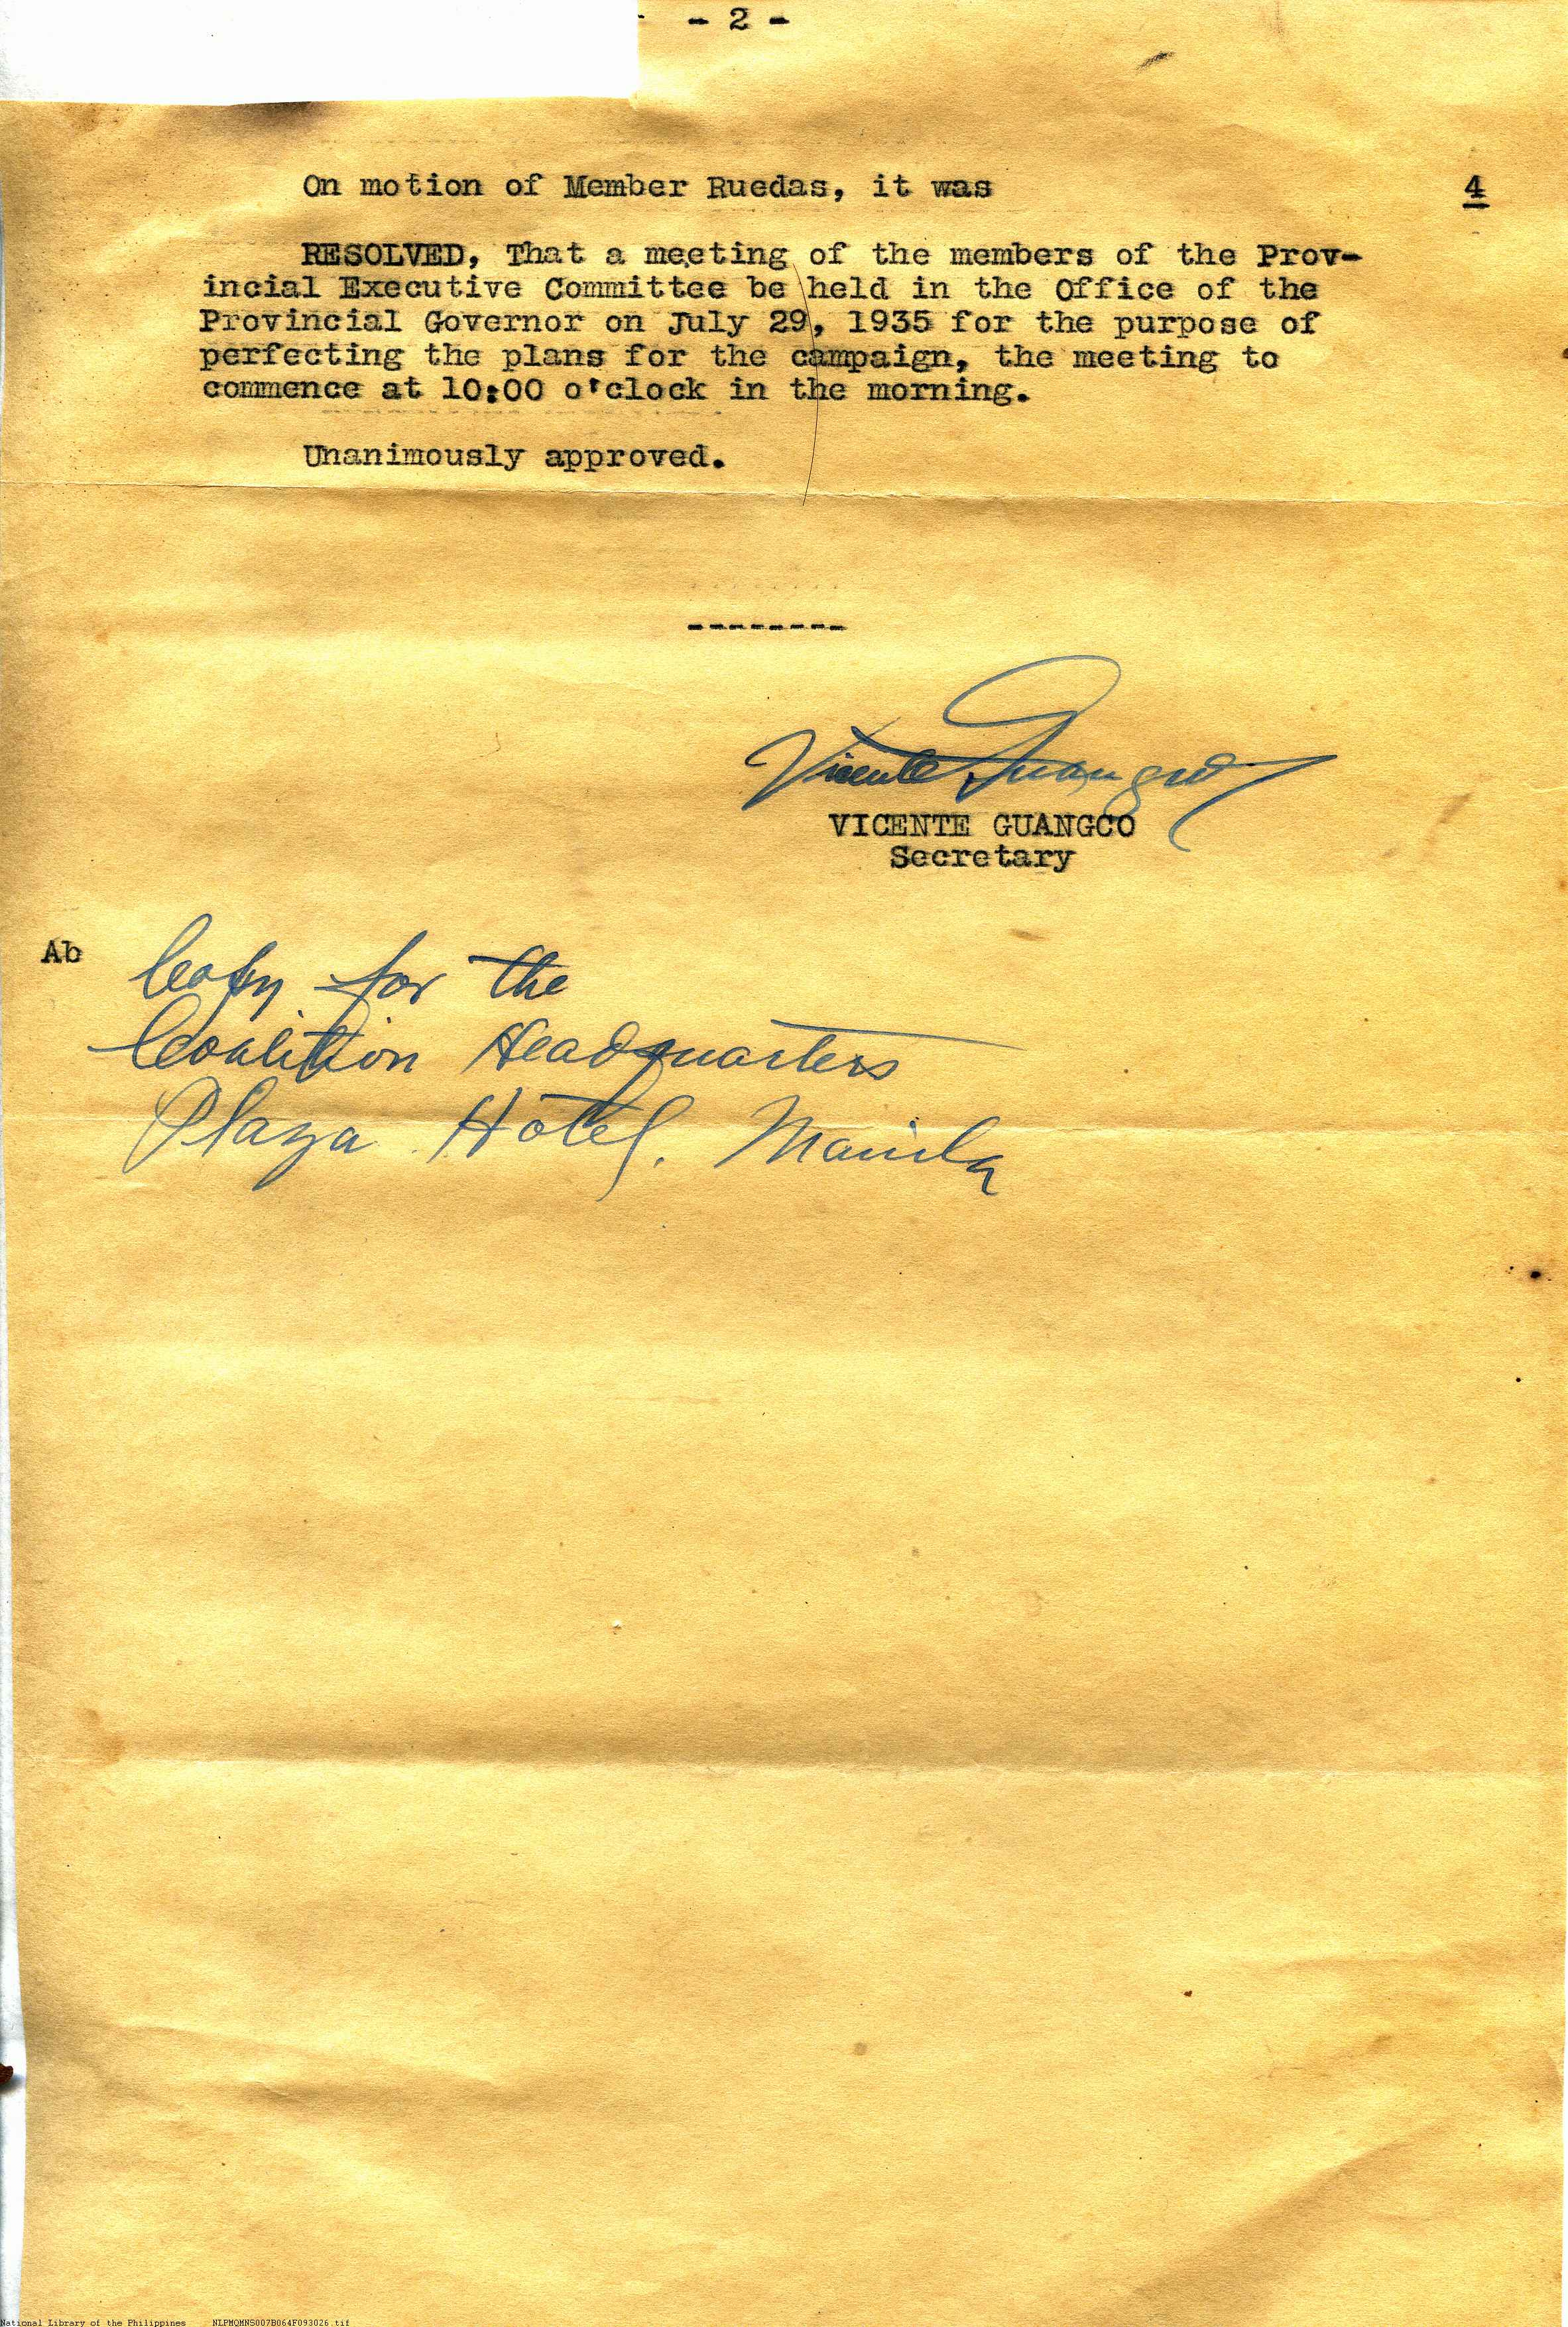 - 2 -
On motion of Member Ruedas, it was
4
RESOLVED, That a meeting of the members of the Prov-
incial Executive Committee be held in the Office of the
Provincial Governor on July 29, 1935 for the purpose of
perfecting the plans for the campaign, the meeting to
commence at 10:00 o'clock in the morning.
Unanimously approved.
--------
Vicente Guangco
VICENTE GUANGCO
Secretary
Ab
Copy for the
Coalition Headquarters
Plaza Hotel. Manila
National Library of the Philippines NLPMQMNS007B064F093026.tif